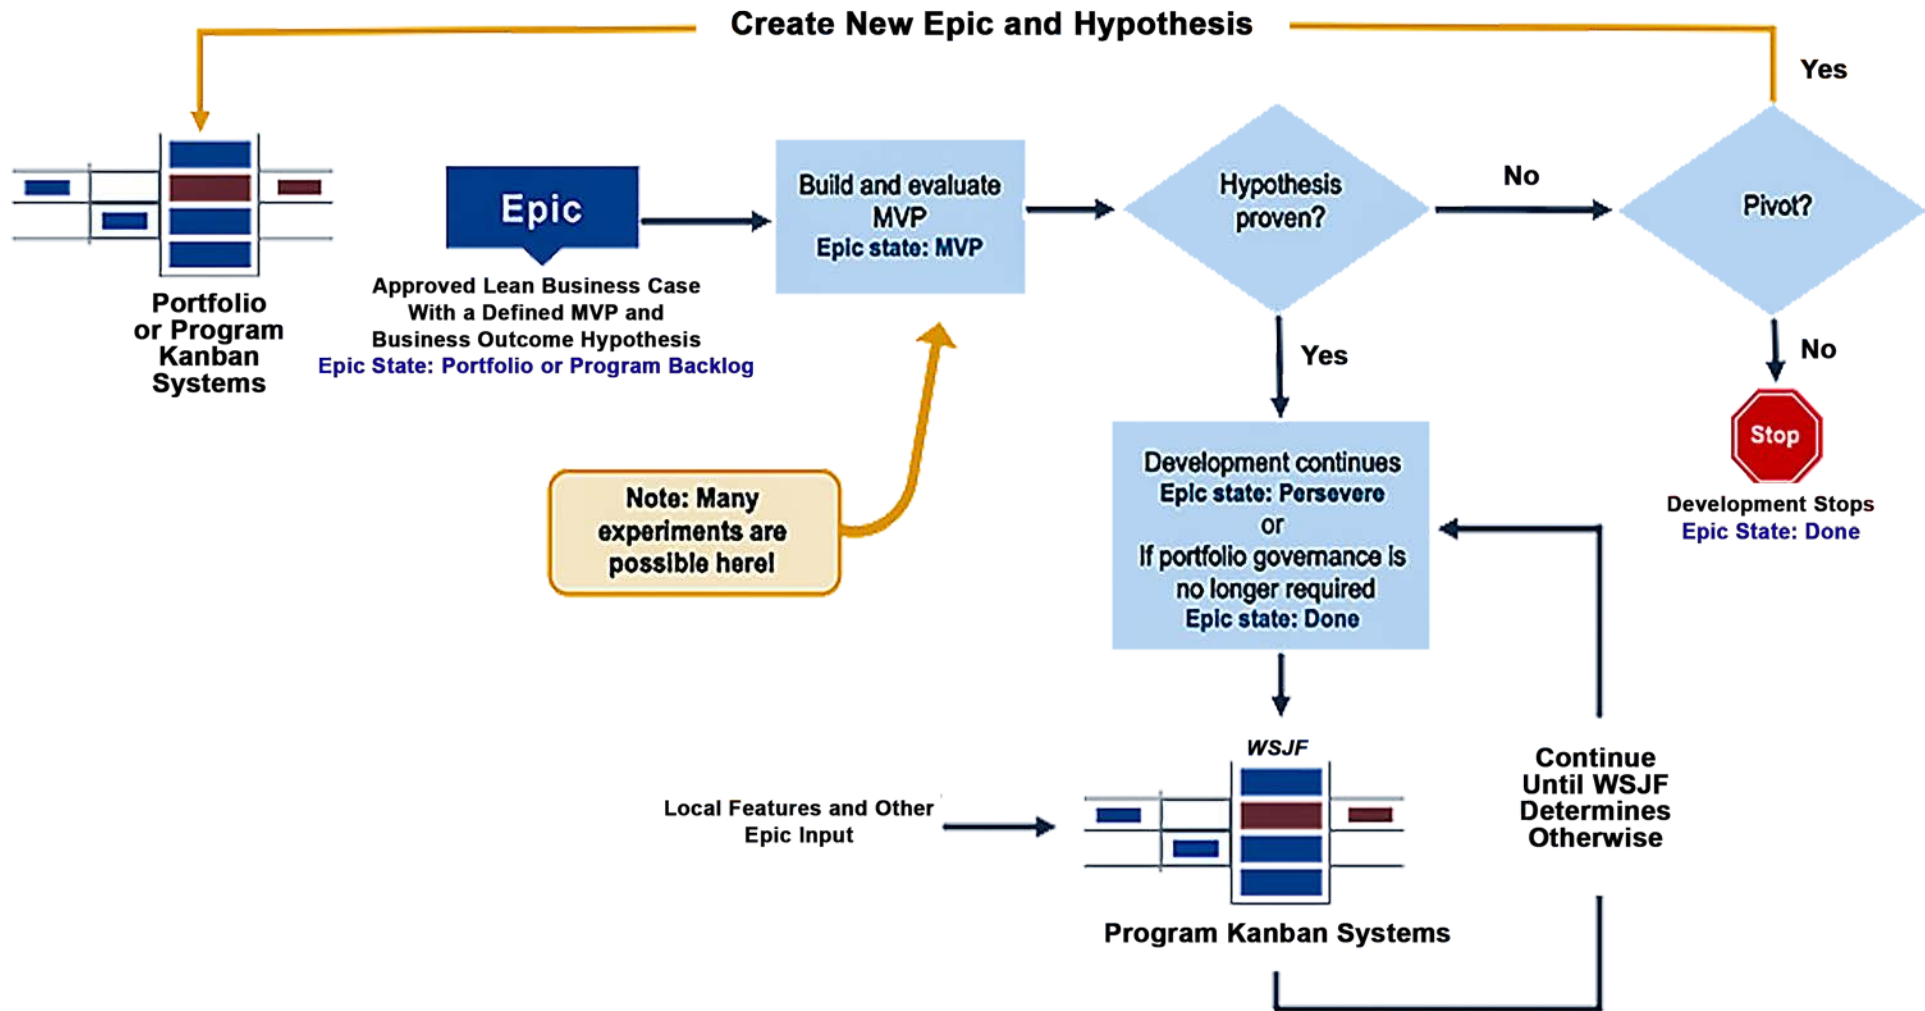 Create New Epic and Hypothesis
Yes
Portfolio
or Program
Kanban
Systems
Epic
Approved Lean Business Case
With a Defined MVP and
Business Outcome Hypothesis
Epic State: Portfolio or Program Backlog
Build and evaluate
MVP
Epic state: MVP
Note: Many
experiments are
possible here!
Hypothesis
proven?
No
Pivot?
Yes
No
Stop
Development Stops
Epic State: Done
Development continues
Epic state: Persevere
or
If portfolio governance is
no longer required
Epic state: Done
WSJF
Local Features and Other
Epic Input
Program Kanban Systems
Continue
Until WSJF
Determines
Otherwise